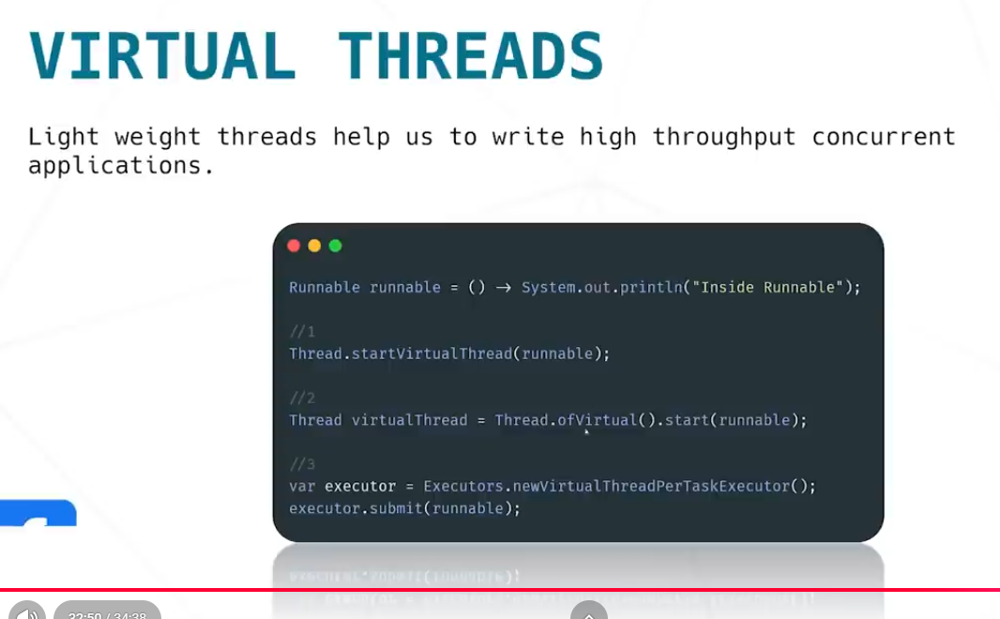 VIRTUAL THREADS
Light weight threads help us to write high throughput concurrent
applications.
Runnable runnable = () → System.out.println("Inside Runnable");
//1
Thread.startVirtualThread(runnable);
//2
Thread virtualThread = Thread.ofVirtual().start(runnable);
//3
var executor = Executors.newVirtualThreadPerTaskExecutor();
executor.submit(runnable);
22:50 / 34:38